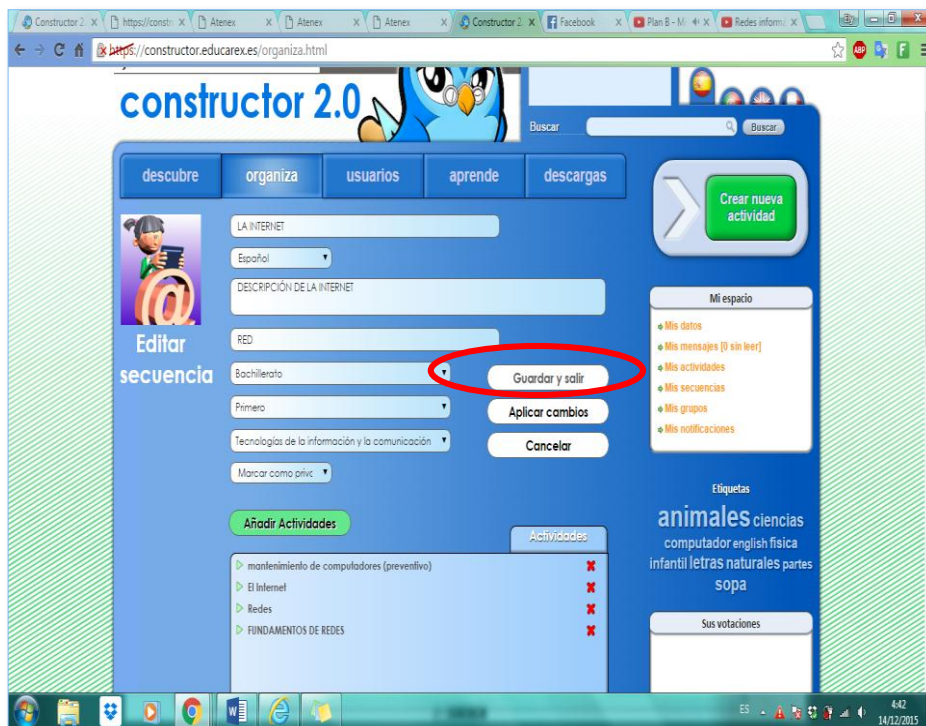 Constructor 2.
https://constr
Atenex
Atenex
Atenex
Constructor 2.
Facebook
Plan B - M
Redes inform
https://constructor.educarex.es/organiza.html
ABP
constructor 2.0
Buscar
Buscar
descubre
organiza
usuarios
aprende
descargas
Crear nueva
actividad
LA INTERNET
Español
DESCRIPCIÓN DE LA INTERNET
Editar
secuencia
RED
Bachillerato
Guardar y salir
Primero
Aplicar cambios
Tecnologías de la información y la comunicación
Cancelar
Marcar como privc
Mi espacio
Mis datos
Mis mensajes [0 sin leer]
Mis actividades
Mis secuencias
Mis grupos
Mis notificaciones
Añadir Actividades
Actividades
mantenimiento de computadores (preventivo)
El Internet
Redes
FUNDAMENTOS DE REDES
Etiquetas
animales ciencias
computador english fisica
infantil letras naturales partes
sopa
Sus votaciones
ES
4:42
14/12/2015